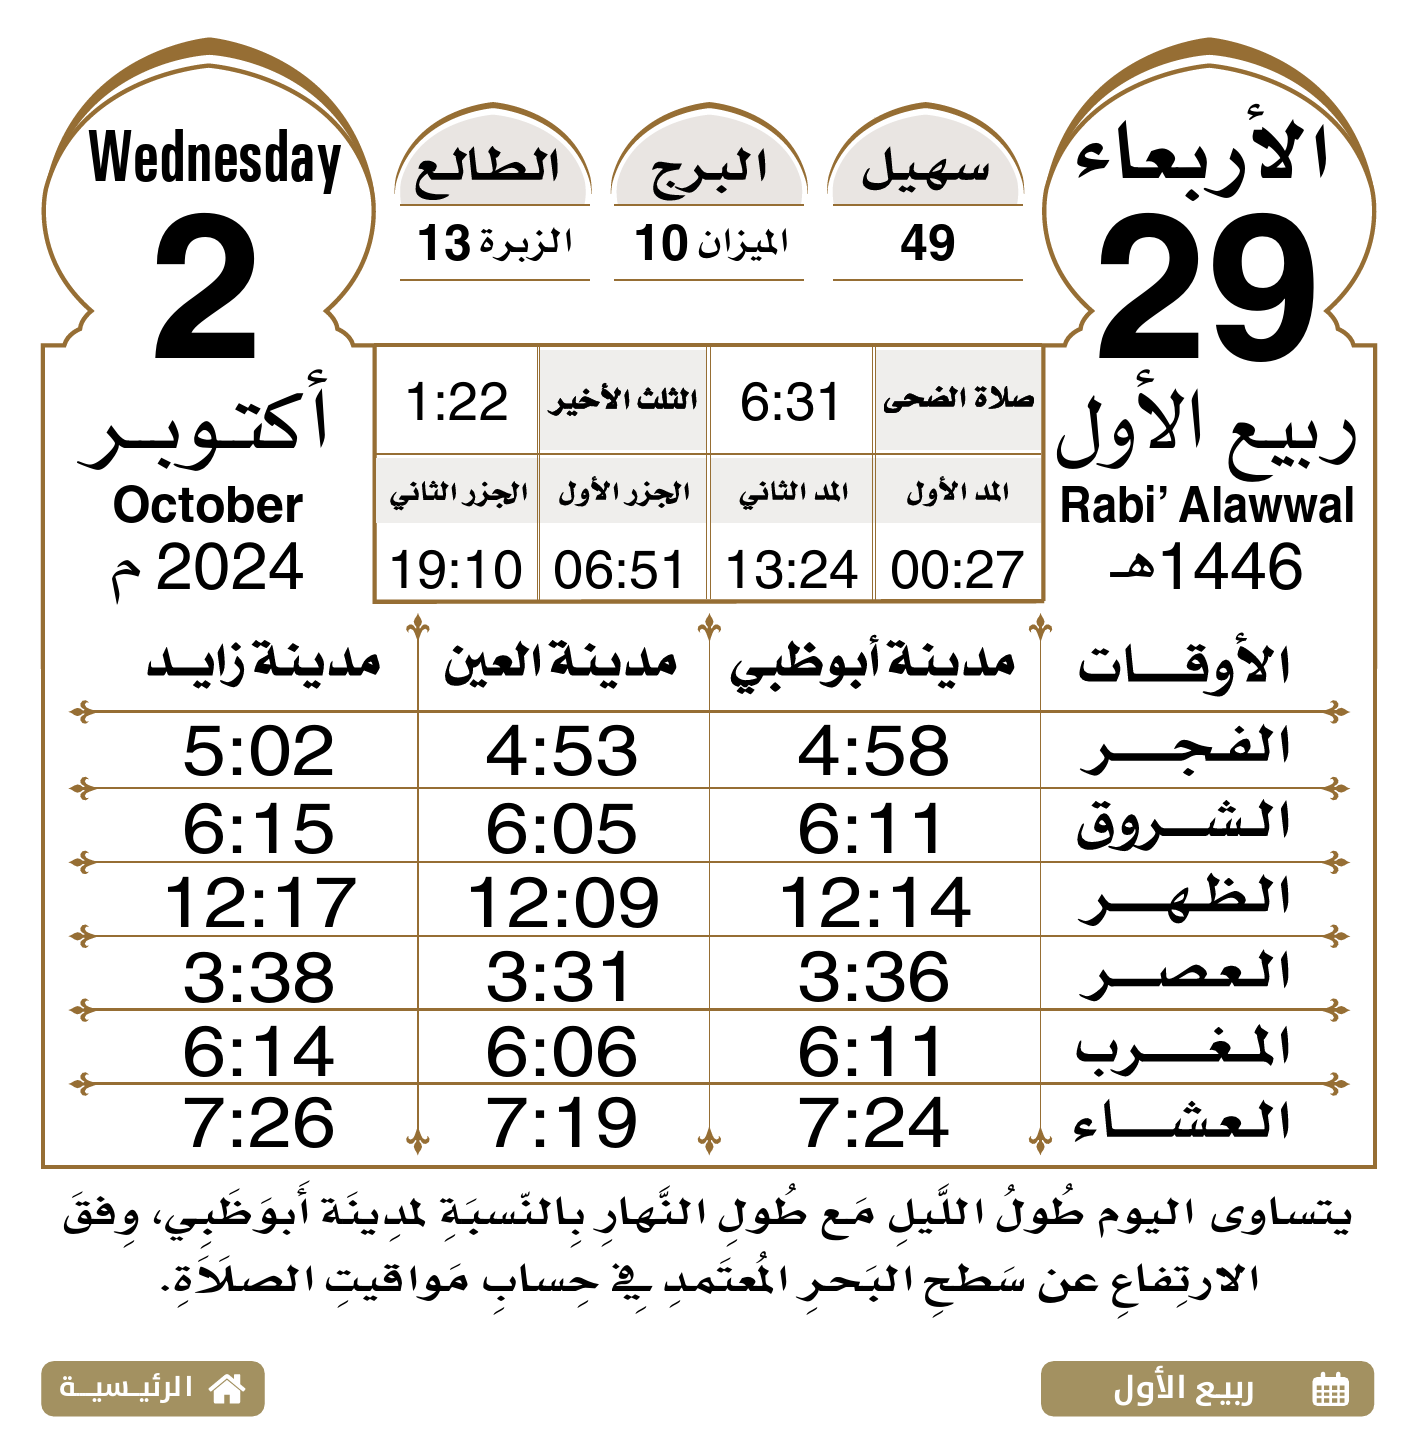 الأربعاء
29
ربيع الأول
Rabi’ Alawwal
1446هـ
سهيل
49
البرج
الميزان 10
الطالع
الزبرة 13
Wednesday
2
أكتوبر
October
2024 م
صلاة الضحى 6:31 الثلث الأخير 1:22
المد الأول المد الثاني الجزر الأول الجزر الثاني
00:27 13:24 06:51 19:10
الأوقات مدينة أبوظبي مدينة العين مدينة زايد
الفجر 4:58 4:53 5:02
الشروق 6:11 6:05 6:15
الظهر 12:14 12:09 12:17
العصر 3:36 3:31 3:38
المغرب 6:11 6:06 6:14
العشاء 7:24 7:19 7:26
يتساوى اليوم طُولُ اللَّيلِ مَع طُولِ النَّهارِ بِالنّسبَةِ لمدِينَة أَبوَظَبِي، وِفقَ
الارتِفاعِ عن سَطحِ البَحرِ المُعتَمدِ فِي حِسابِ مَواقيتِ الصلَاَةِ.
ربيع الأول
الرئيسية